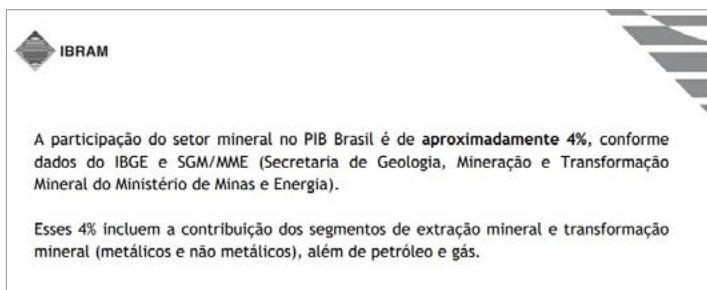 IBRAM
A participação do setor mineral no PIB Brasil é de aproximadamente 4%, conforme
dados do IBGE e SGM/MME (Secretaria de Geologia, Mineração e Transformação
Mineral do Ministério de Minas e Energia).
Esses 4% incluem a contribuição dos segmentos de extração mineral e transformação
mineral (metálicos e não metálicos), além de petróleo e gás.